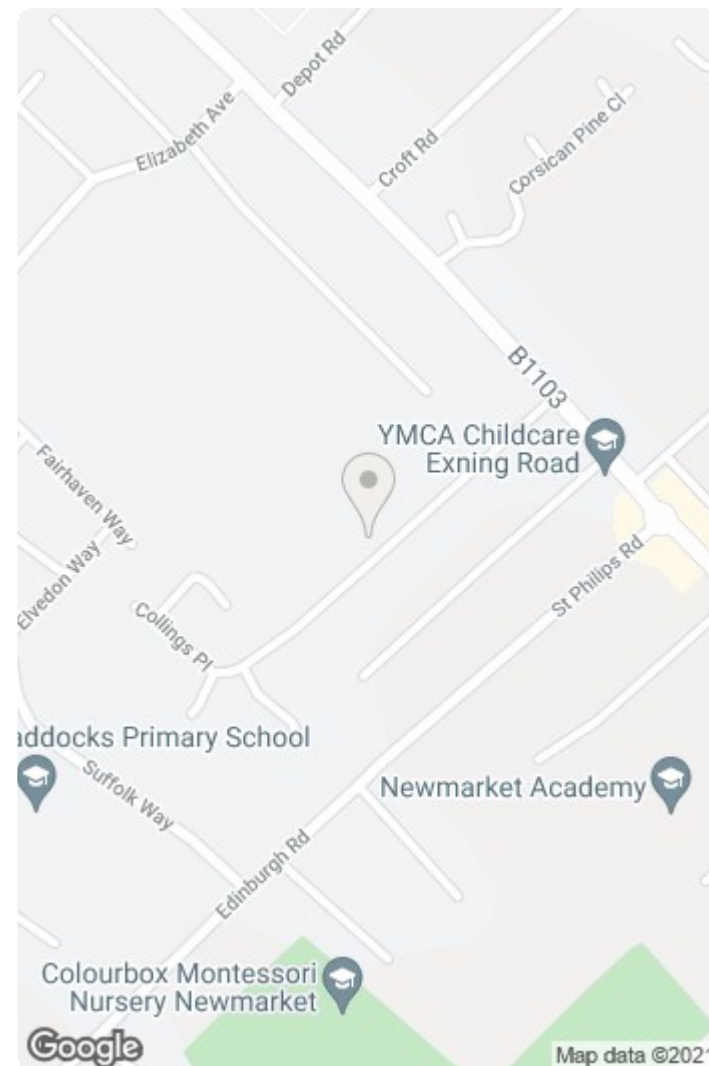 Depot Rd
Elizabeth Ave
Croft Rd
Corsican Pine Cl
B1103
YMCA Childcare
Exning Road
Fairhaven Way
Elvedon Way
St Philips Rd
Collings Pl
addocks Primary School
Newmarket Academy
Suffolk Way
Edinburgh Rd
Colourbox Montessori
Nursery Newmarket
Google
Map data ©2021